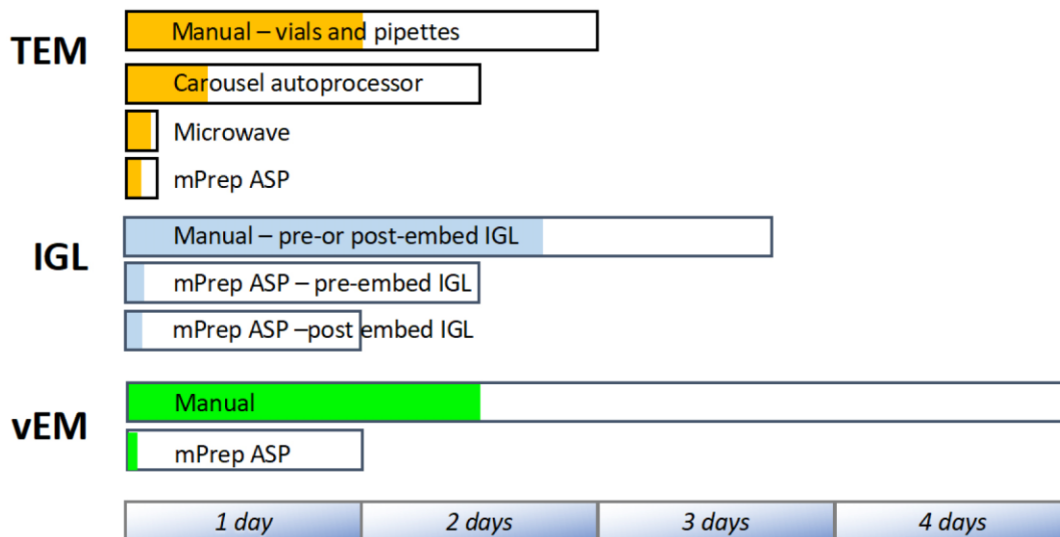 TEM
Manual – vials and pipettes
Carousel autoprocessor
Microwave
mPrep ASP
IGL
Manual – pre-or post-embed IGL
mPrep ASP – pre-embed IGL
mPrep ASP –post embed IGL
vEM
Manual
mPrep ASP
1 day 2 days 3 days 4 days